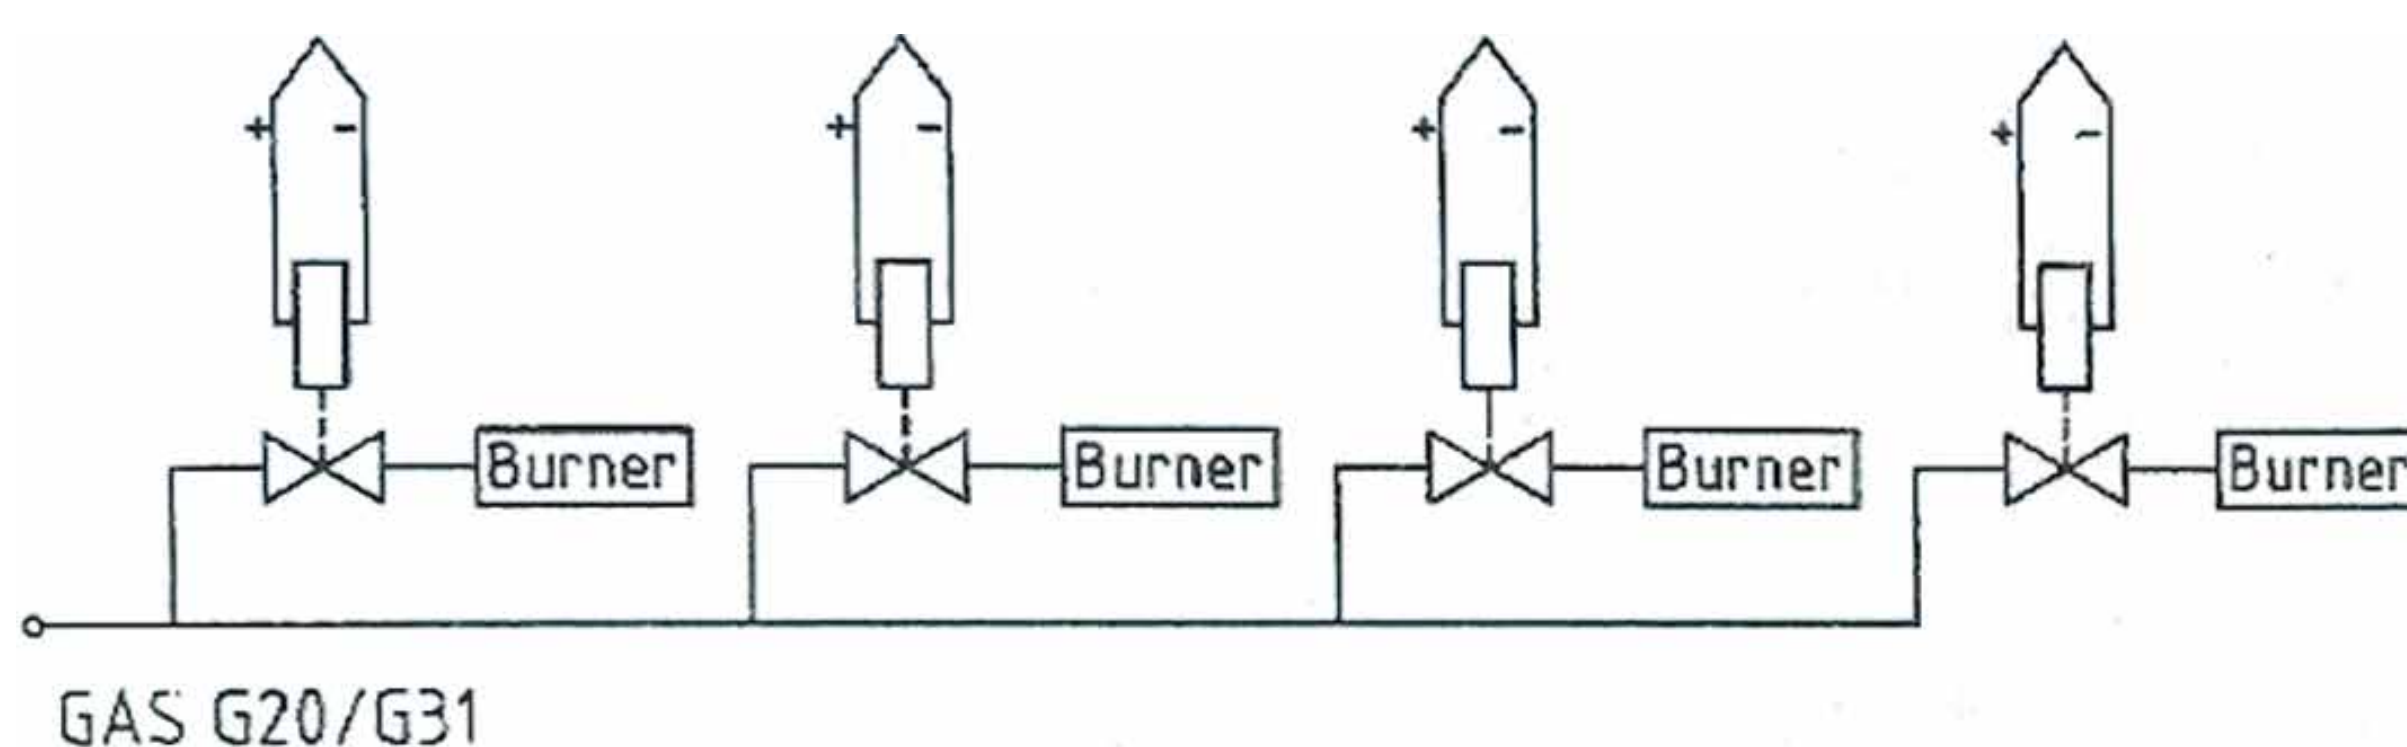 + - + - + - + -
Burner Burner Burner Burner
GAS G20/G31